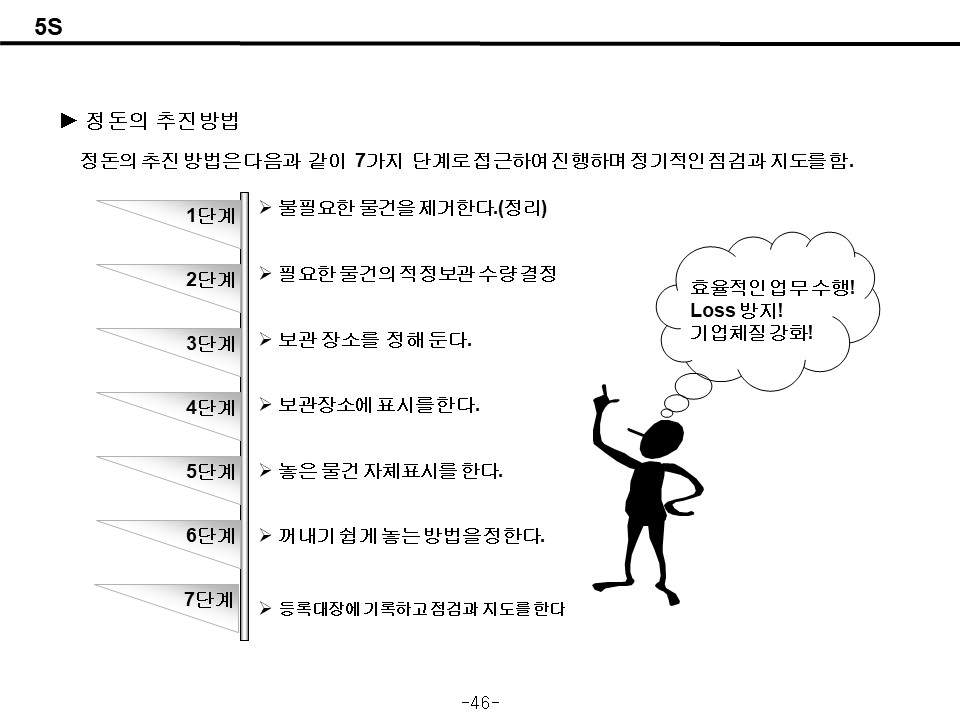 5S
► 정돈의 추진방법
정돈의 추진 방법은 다음과 같이 7가지 단계로 접근하여 진행하며 정기적인 점검과 지도를 함.
1단계
➢ 불필요한 물건을 제거한다.(정리)
2단계
➢ 필요한 물건의 적정보관 수량 결정
3단계
➢ 보관 장소를 정해 둔다.
4단계
➢ 보관장소에 표시를 한다.
5단계
➢ 놓은 물건 자체표시를 한다.
6단계
➢ 꺼내기 쉽게 놓는 방법을 정한다.
7단계
➢ 등록대장에 기록하고 점검과 지도를 한다
효율적인 업무 수행!
Loss 방지!
기업체질 강화!
-46-